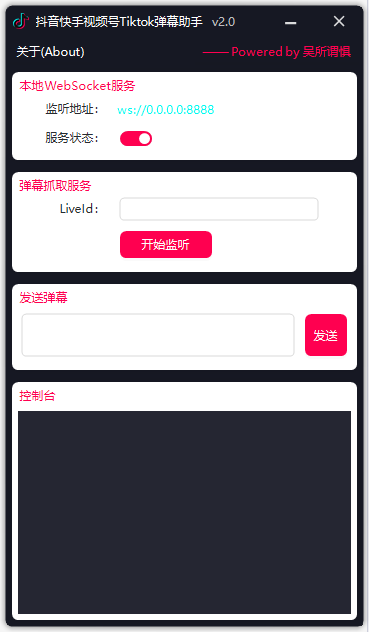 抖音快手视频号Tiktok弹幕助手 v2.0
关于(About) —— Powered by 吴所谓惧
本地WebSocket服务
监听地址： ws://0.0.0.0:8888
服务状态：
弹幕抓取服务
LiveId：
开始监听
发送弹幕
发送
控制台